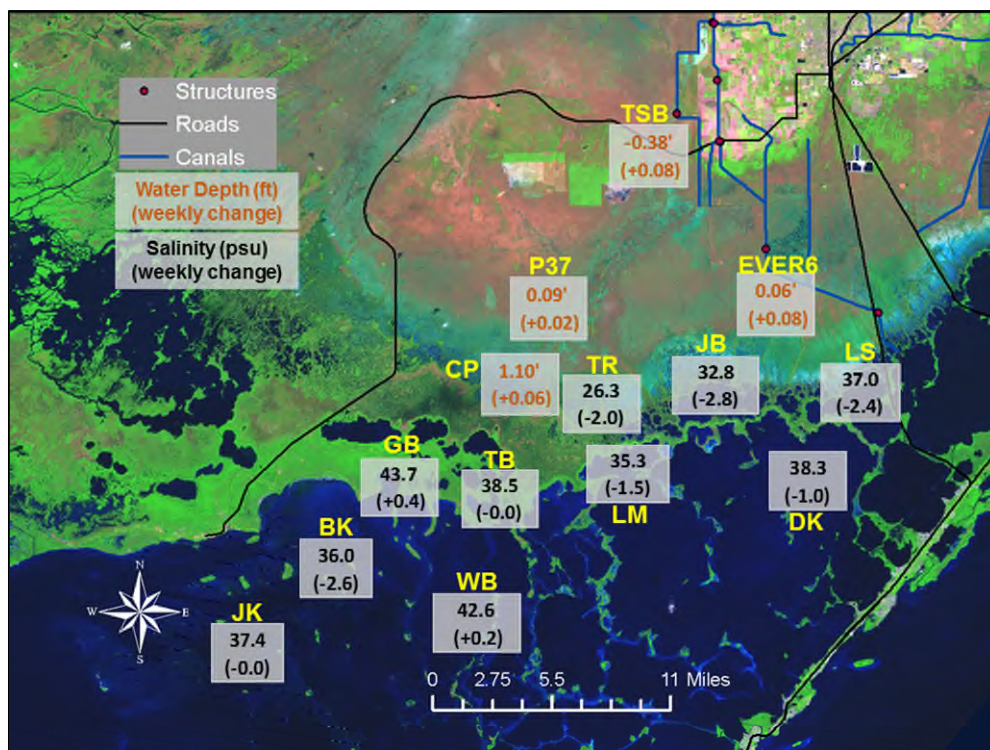 Structures
Roads
Canals
Water Depth (ft)
(weekly change)
Salinity (psu)
(weekly change)
TSB
-0.38'
(+0.08)
P37
0.09'
(+0.02)
EVER6
0.06'
(+0.08)
CP
1.10'
(+0.06)
TR
26.3
(-2.0)
JB
32.8
(-2.8)
LS
37.0
(-2.4)
GB
43.7
(+0.4)
TB
38.5
(-0.0)
35.3
(-1.5)
LM
38.3
(-1.0)
DK
BK
36.0
(-2.6)
WB
42.6
(+0.2)
JK
37.4
(-0.0)
N
W E
S
0 2.75 5.5 11 Miles